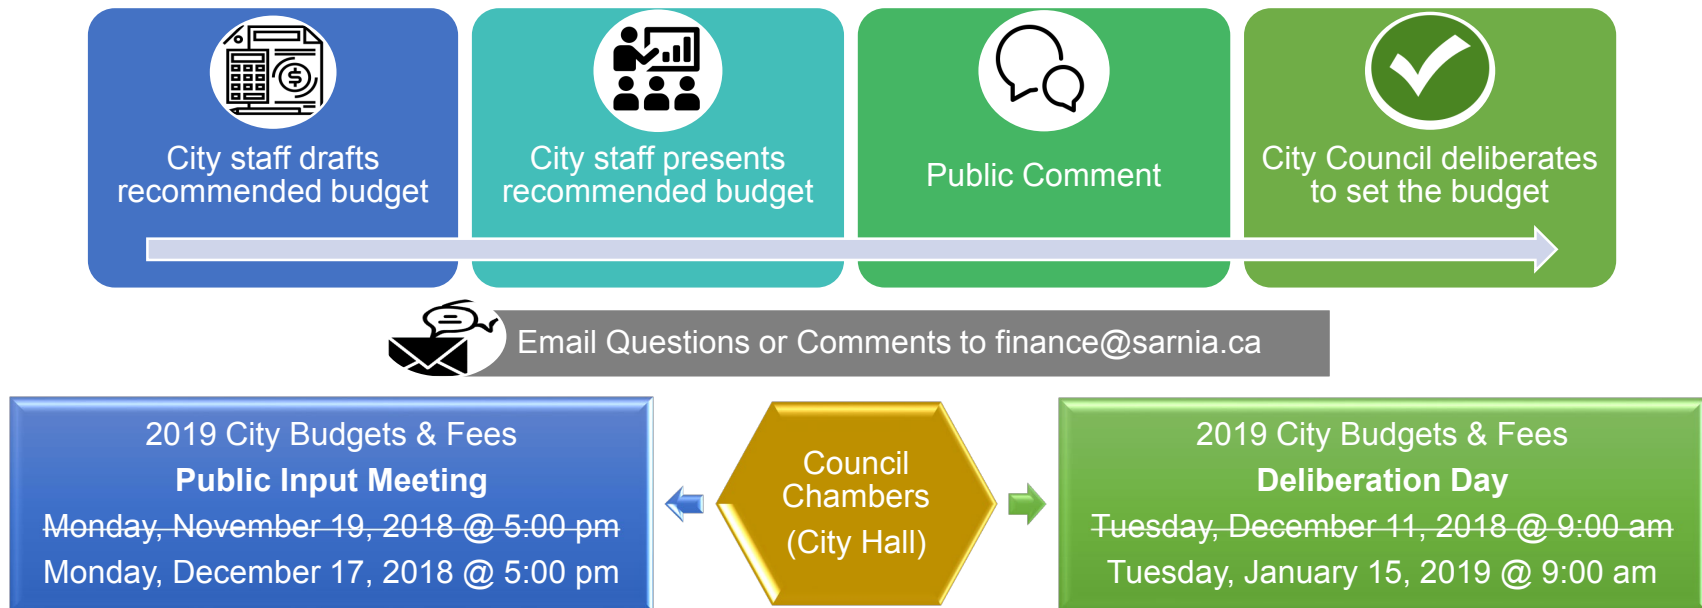 City staff drafts
recommended budget
City staff presents
recommended budget
Public Comment
City Council deliberates
to set the budget
Email Questions or Comments to finance@sarnia.ca
2019 City Budgets & Fees
Public Input Meeting
Monday, November 19, 2018 @ 5:00 pm
Monday, December 17, 2018 @ 5:00 pm
Council
Chambers
(City Hall)
2019 City Budgets & Fees
Deliberation Day
Tuesday, December 11, 2018 @ 9:00 am
Tuesday, January 15, 2019 @ 9:00 am